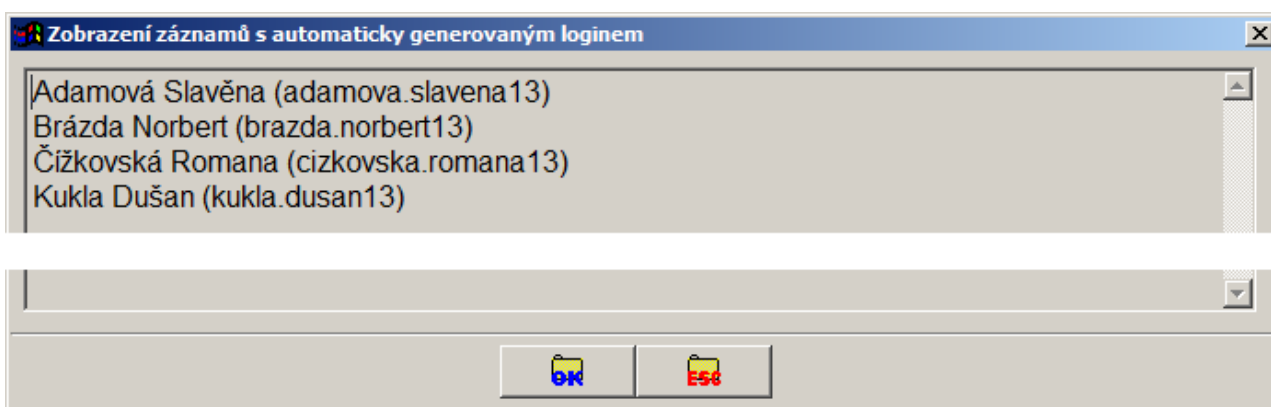 Zobrazení záznamů s automaticky generovaným loginem
Adamová Slavěna (adamova.slavena13)
Brázda Norbert (brazda.norbert13)
Čížkovská Romana (cizkovska.romana13)
Kukla Dušan (kukla.dusan13)
OK ESC